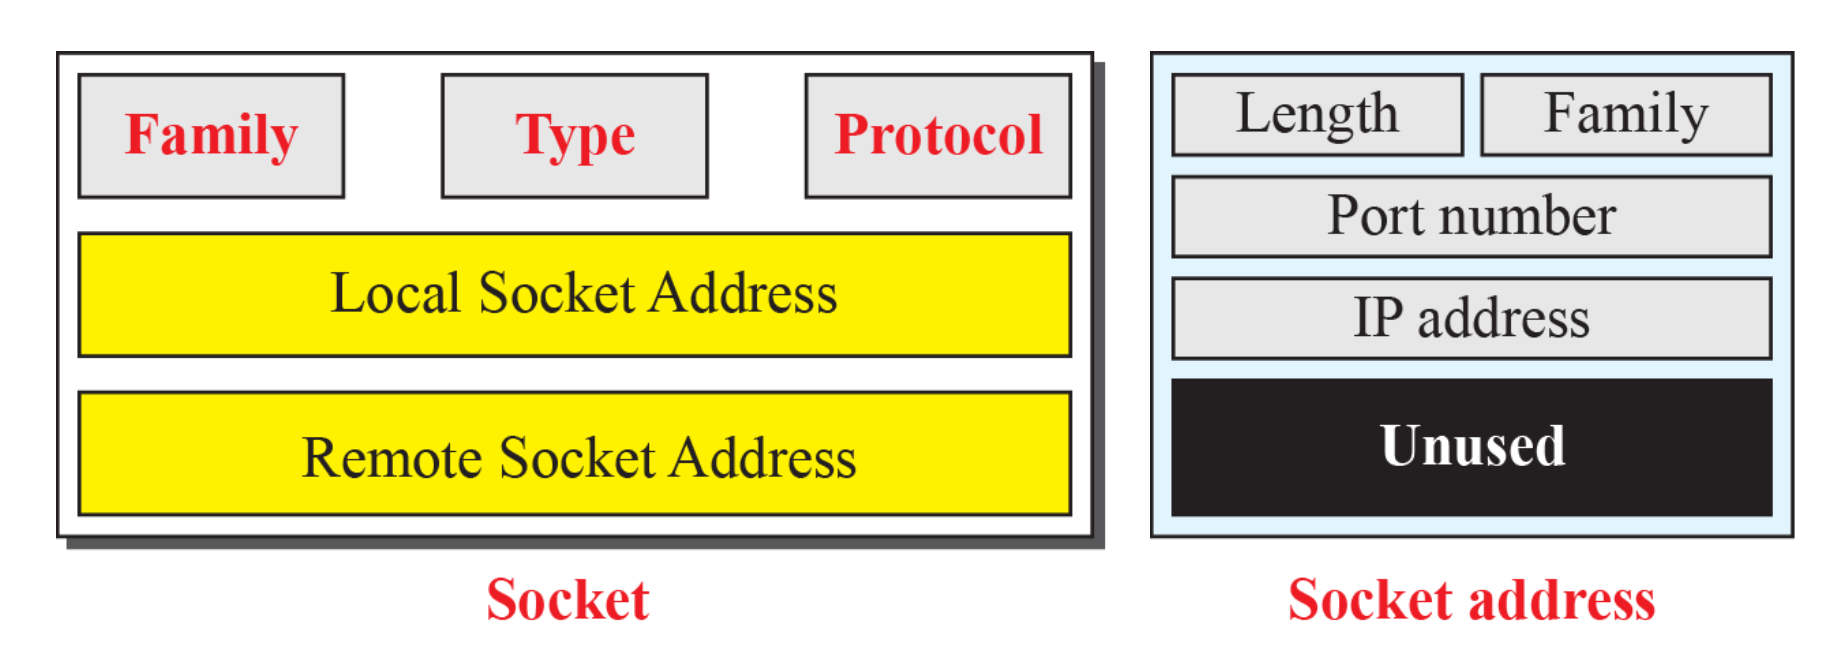 Family Type Protocol
Local Socket Address
Remote Socket Address
Socket
Length Family
Port number
IP address
Unused
Socket address